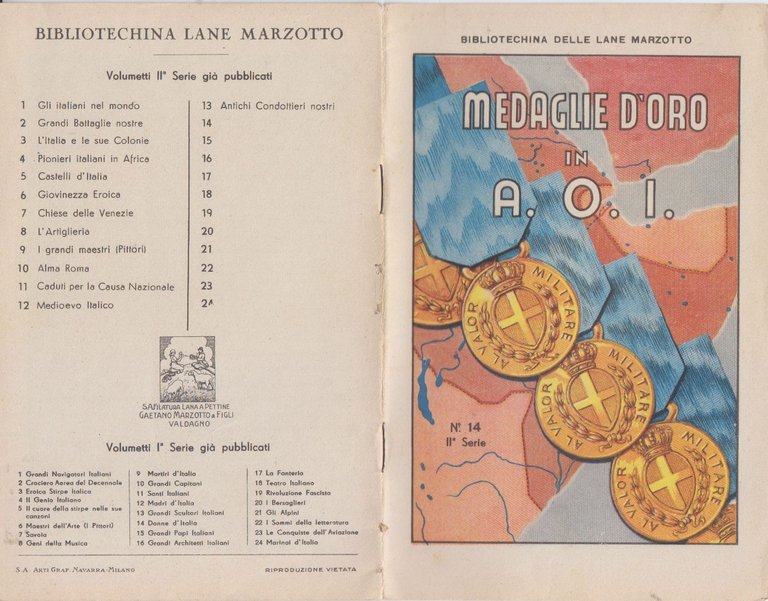 BIBLIOTECHINA LANE MARZOTTO
Volumetti IIª Serie già pubblicati
1 Gli italiani nel mondo
2 Grandi Battaglie nostre
3 L'Italia e le sue Colonie
4 Pionieri italiani in Africa
5 Castelli d'Italia
6 Giovinezza Eroica
7 Chiese delle Venezie
8 L'Artiglieria
9 I grandi maestri (Pittori)
10 Alma Roma
11 Caduti per la Causa Nazionale
12 Medioevo Italico
13 Antichi Condottieri nostri
14
15
16
17
18
19
20
21
22
23
24
S.A. FILATURA LANA A PETTINE
GAETANO MARZOTTO & FIGLI
VALDAGNO
Volumetti Iª Serie già pubblicati
1 Grandi Navigatori Italiani
2 Crociera Aerea del Decennale
3 Eroica Stirpe Italica
4 Il Genio Italiano
5 Il cuore della stirpe nelle sue
canzoni
6 Maestri dell'Arte (I Pittori)
7 Savoia
8 Geni della Musica
9 Martiri d'Italia
10 Grandi Capitani
11 Santi Italiani
12 Madri d'Italia
13 Grandi Scultori Italiani
14 Donne d'Italia
15 Grandi Papi Italiani
16 Grandi Architetti Italiani
17 La Fanteria
18 Teatro Italiano
19 Rivoluzione Fascista
20 I Bersaglieri
21 Gli Alpini
22 I Sommi della letteratura
23 Le Conquiste dell'Aviazione
24 Marinai d'Italia
S.A. ARTI GRAF. NAVARRA-MILANO
RIPRODUZIONE VIETATA
BIBLIOTECHINA DELLE LANE MARZOTTO
MEDAGLIE D'ORO
IN
A. O. I.
AL VALOR MILITARE
AL VALOR MILITARE
AL VALOR MILITARE
Nº 14
IIª Serie